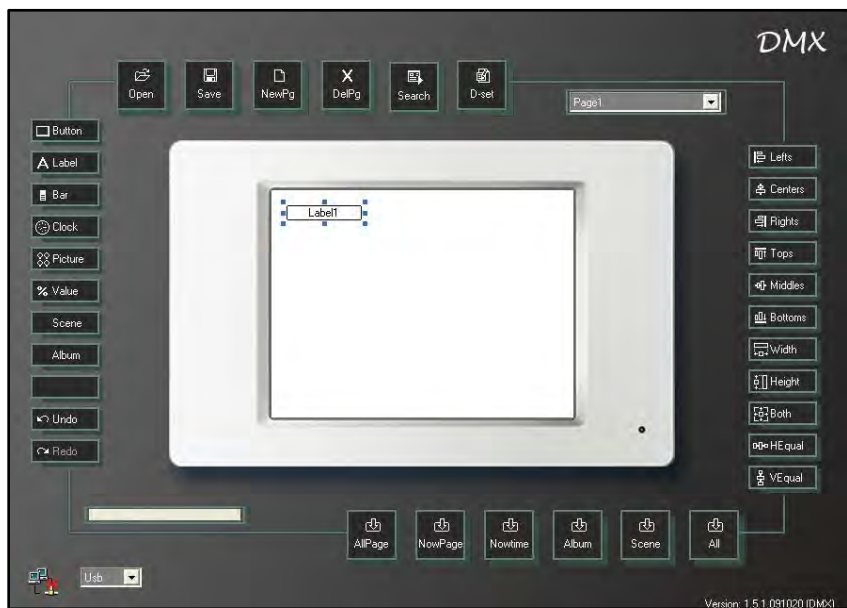 DMX
Open
Save
NewPg
DelPg
Search
D-set
Page1
Button
Label
Bar
Clock
Picture
% Value
Scene
Album
Undo
Redo
Label1
Lefts
Centers
Rights
Tops
Middles
Bottoms
Width
Height
Both
HEqual
VEqual
AllPage
NowPage
Nowtime
Album
Scene
All
Usb
Version: 1.5.1.091020 (DMX)